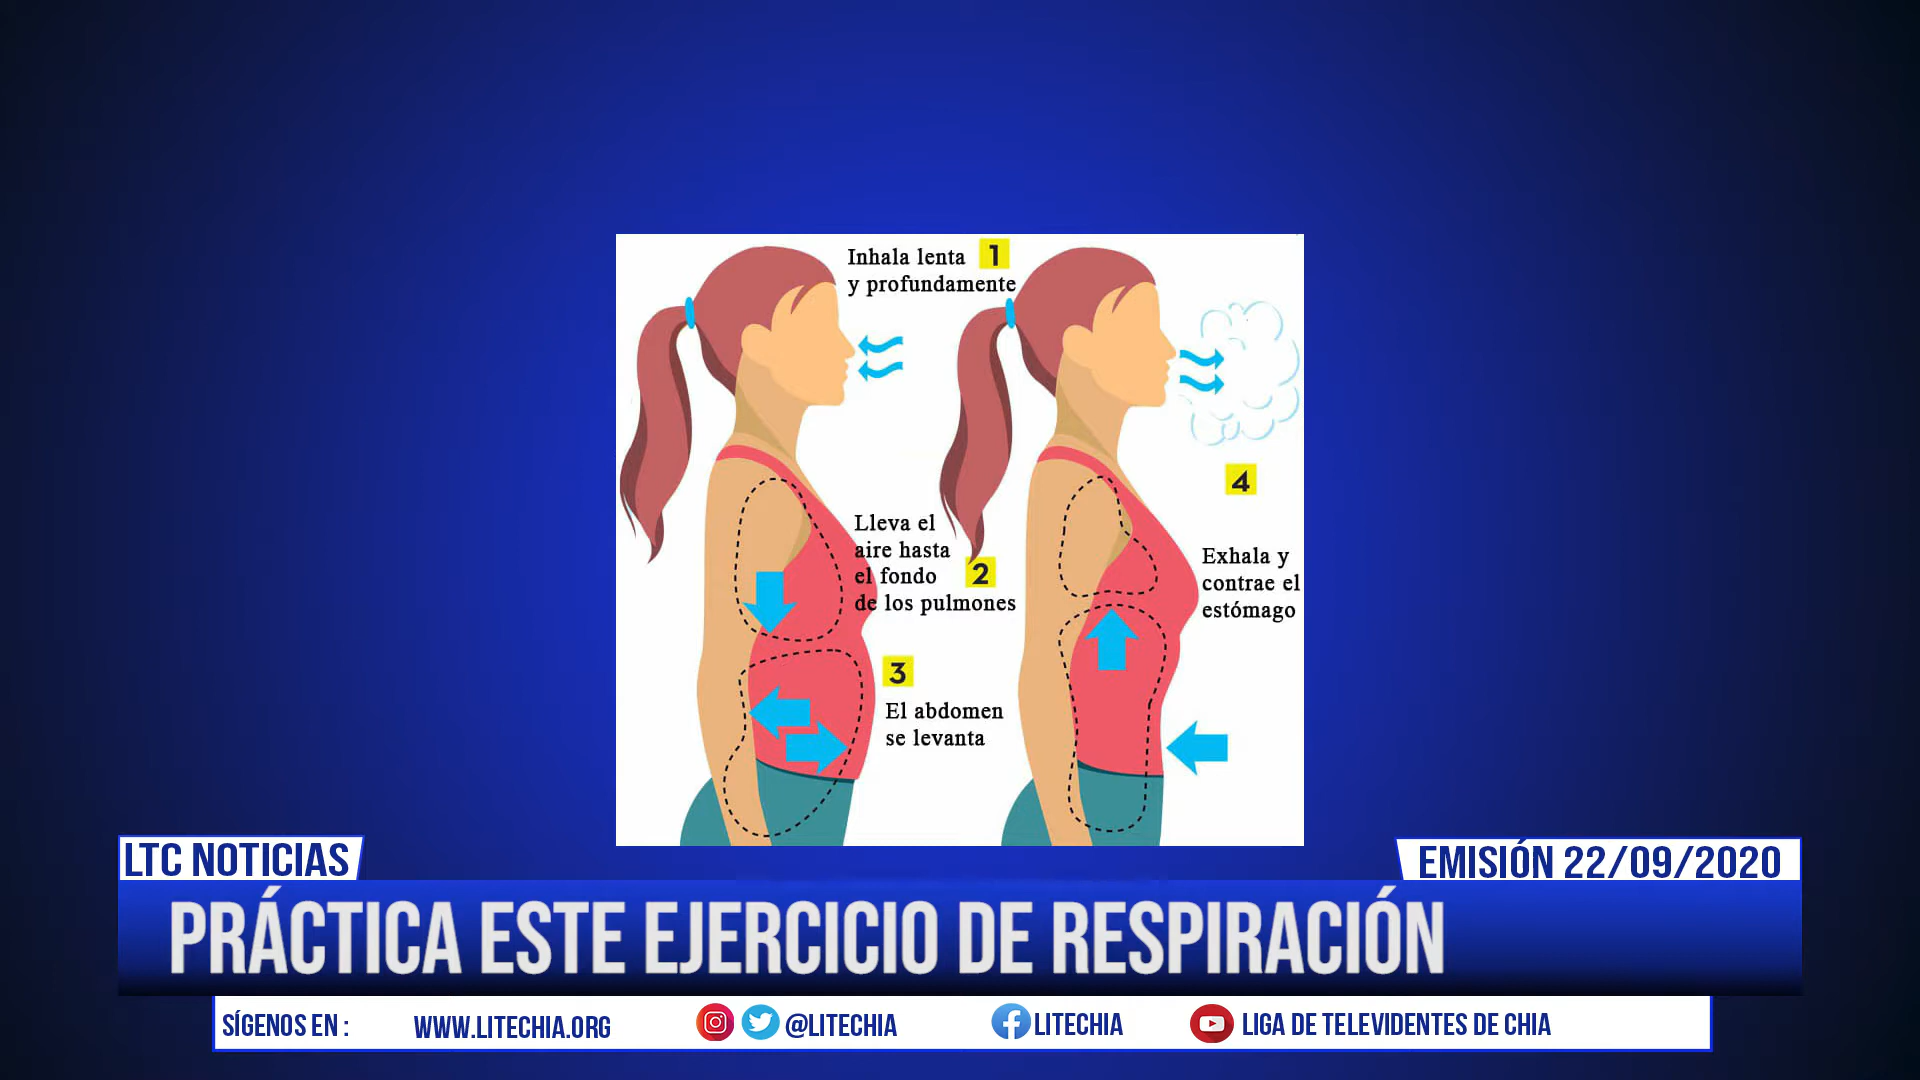 Inhala lenta 1
y profundamente
Lleva el
aire hasta
el fondo 2
de los pulmones
3
El abdomen
se levanta
4
Exhala y
contrae el
estómago
LTC NOTICIAS
EMISIÓN 22/09/2020
PRÁCTICA ESTE EJERCICIO DE RESPIRACIÓN
SÍGENOS EN : WWW.LITECHIA.ORG @LITECHIA LITECHIA LIGA DE TELEVIDENTES DE CHIA